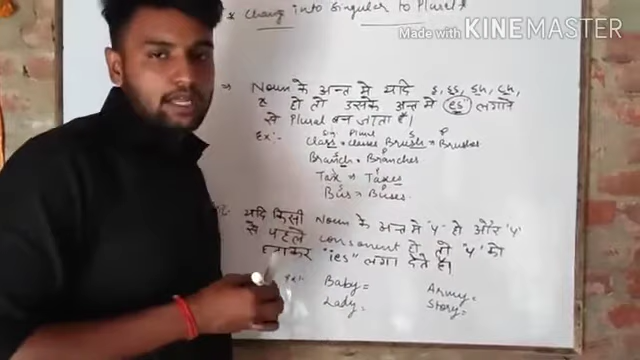 * Change into Singular to Plural *
Made with KINEMASTER
⇒ Noun के अन्त में यदि s, ss, sh, ch,
x हो तो उसके अन्त में (es) लगाने
से Plural बन जाता है।
Sin. Plural S P
Ex:- Class = Classes Brush = Brushes
Branch = Branches
Tax = Taxes
Bus = Buses.
यदि किसी Noun के अन्त में 'y' हो और 'y'
से पहले consonent हो तो 'y' को
हटाकर "ies" लगा देते है।
Ex:- Baby = Army =
Lady = Story =